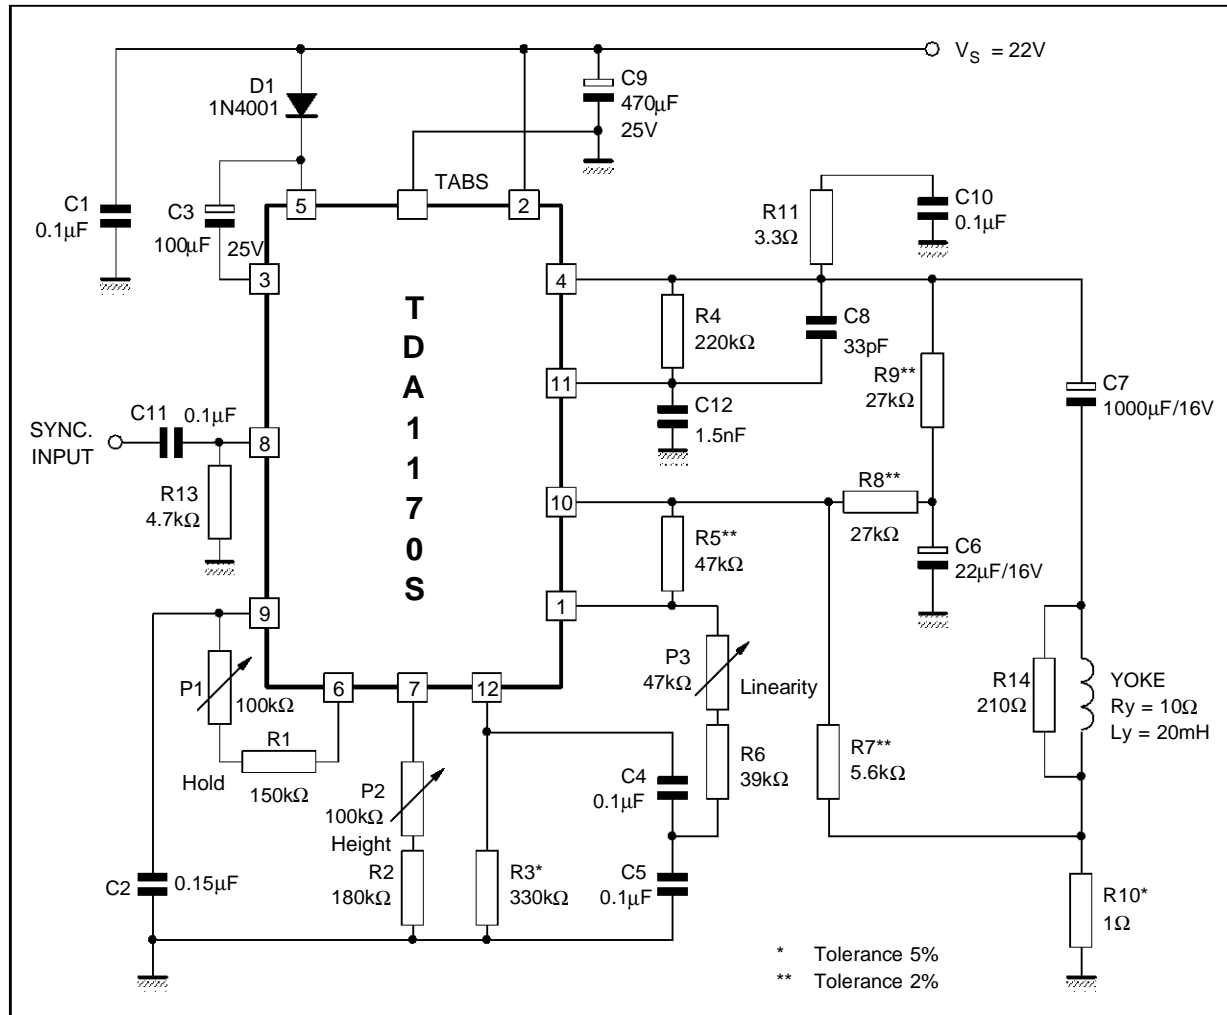 V_S = 22V
D1
1N4001
C9
470μF
25V
TABS
C1
0.1μF
C3
100μF
25V
5
2
R11
3.3Ω
C10
0.1μF
3
4
TDA1170S
R4
220kΩ
C8
33pF
R9**
27kΩ
C7
1000μF/16V
11
C12
1.5nF
C11
0.1μF
SYNC.
INPUT
8
R13
4.7kΩ
10
R8**
27kΩ
R5**
47kΩ
C6
22μF/16V
9
1
P1
100kΩ
6
7
12
P3
47kΩ
Linearity
R14
210Ω
YOKE
Ry = 10Ω
Ly = 20mH
R1
150kΩ
Hold
P2
100kΩ
Height
C4
0.1μF
R6
39kΩ
R7**
5.6kΩ
C2
0.15μF
R2
180kΩ
R3*
330kΩ
C5
0.1μF
R10*
1Ω
* Tolerance 5%
** Tolerance 2%